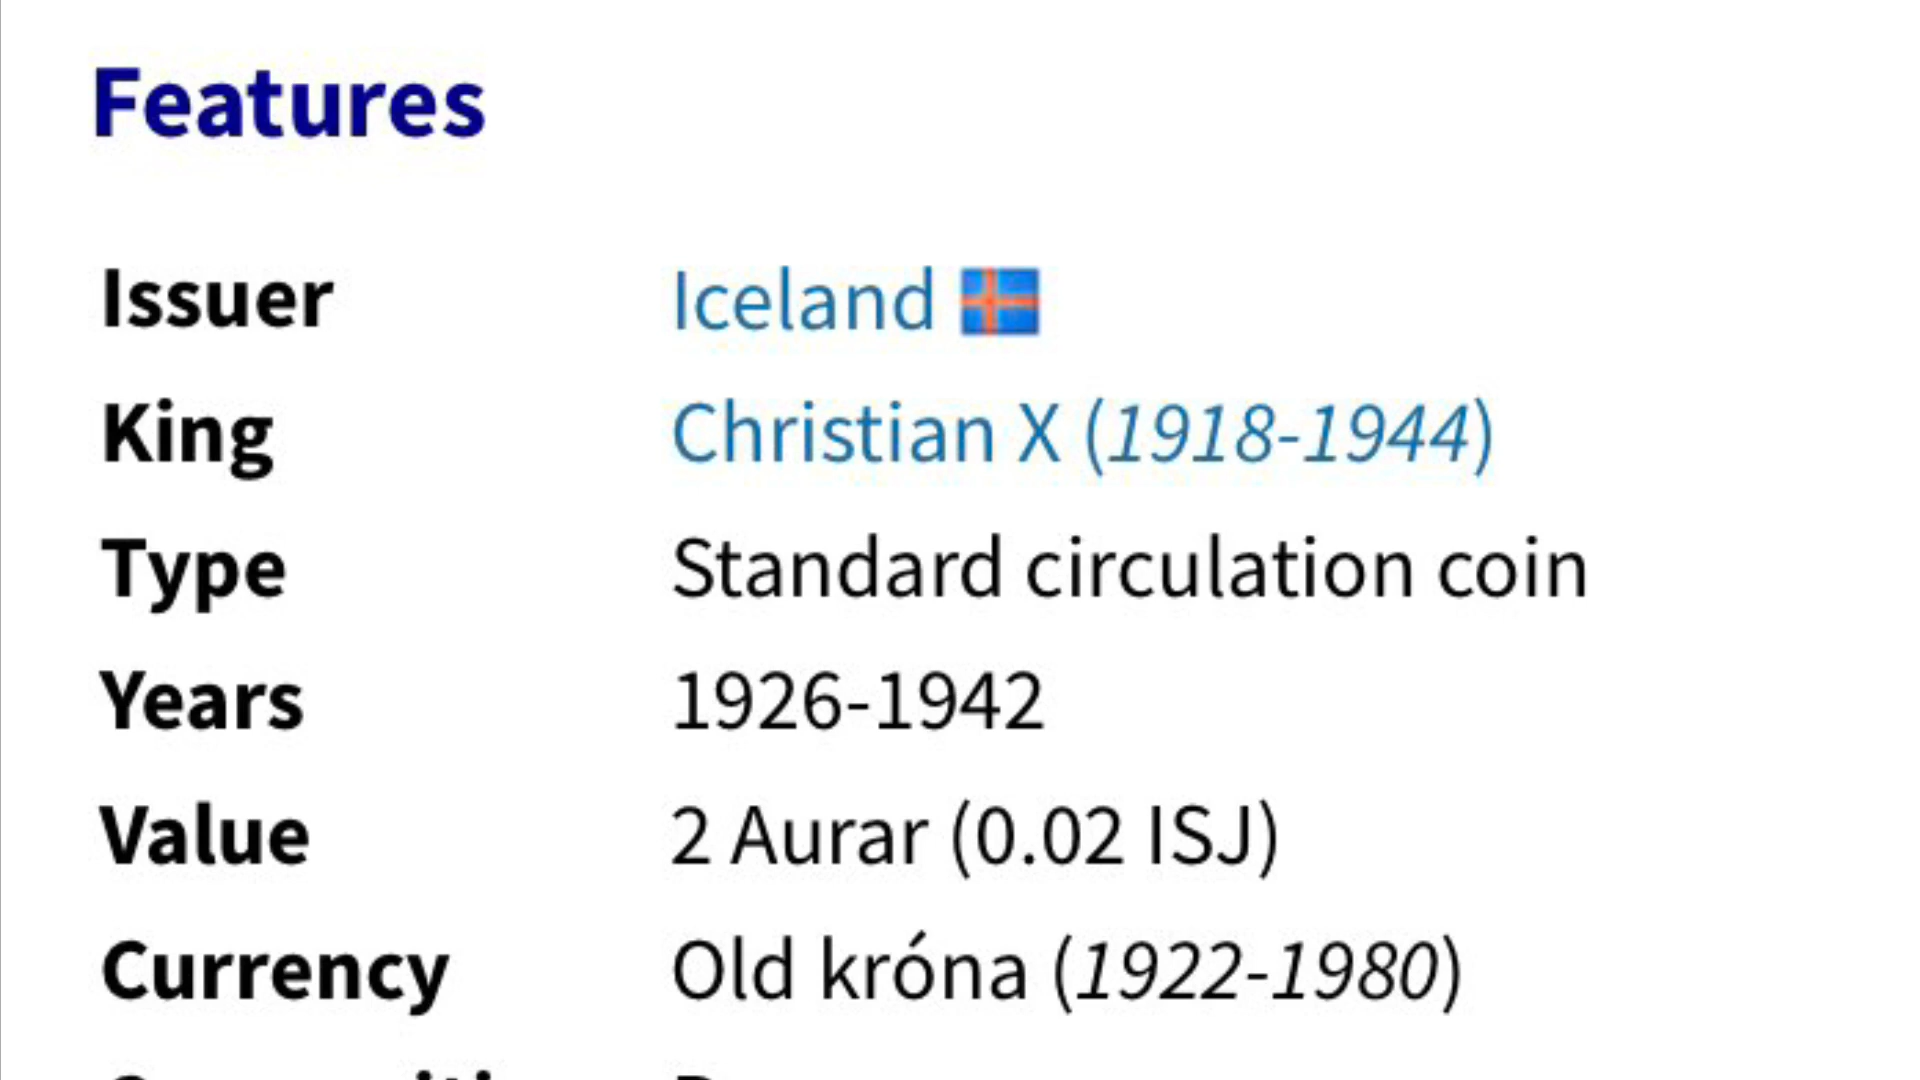 Features
Issuer Iceland
King Christian X (1918-1944)
Type Standard circulation coin
Years 1926-1942
Value 2 Aurar (0.02 ISJ)
Currency Old króna (1922-1980)